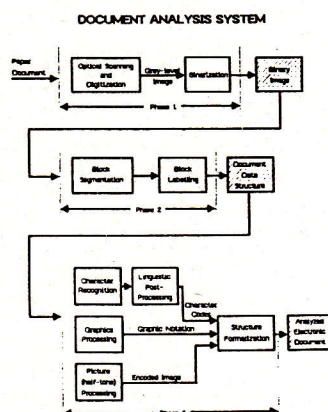 DOCUMENT ANALYSIS SYSTEM
Paper
Document
Optical Scanning
and
Digitization
Grey-level
Image
Binarization
Binary
Image
Phase 1
Block
Segmentation
Block
Labelling
Document
Data
Structure
Phase 2
Character
Recognition
Linguistic
Post-
Processing
Character
Codes
Graphics
Processing
Graphic Notation
Structure
Formatization
Analyzed
Electronic
Document
Picture
(half-tone)
Processing
Encoded Image